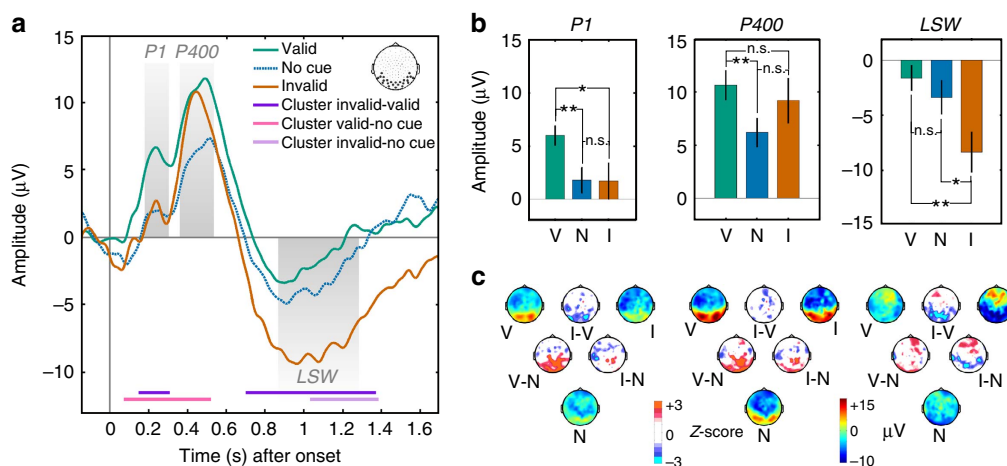 a
15
10
5
0
−5
−10
Amplitude (μV)
P1 P400
Valid
No cue
Invalid
Cluster invalid-valid
Cluster valid-no cue
Cluster invalid-no cue
LSW
0 0.2 0.4 0.6 0.8 1 1.2 1.4 1.6
Time (s) after onset
b
P1
15
10
5
0
Amplitude (μV)
*
**
n.s.
V N I
P400
15
10
5
0
n.s.
**
n.s.
V N I
LSW
0
−5
−10
−15
n.s.
*
**
V N I
c
V I-V I
V-N I-N
N
V I-V I
V-N I-N
N
V I-V I
V-N I-N
N
+3
0
−3
Z-score
+15
0
−10
μV